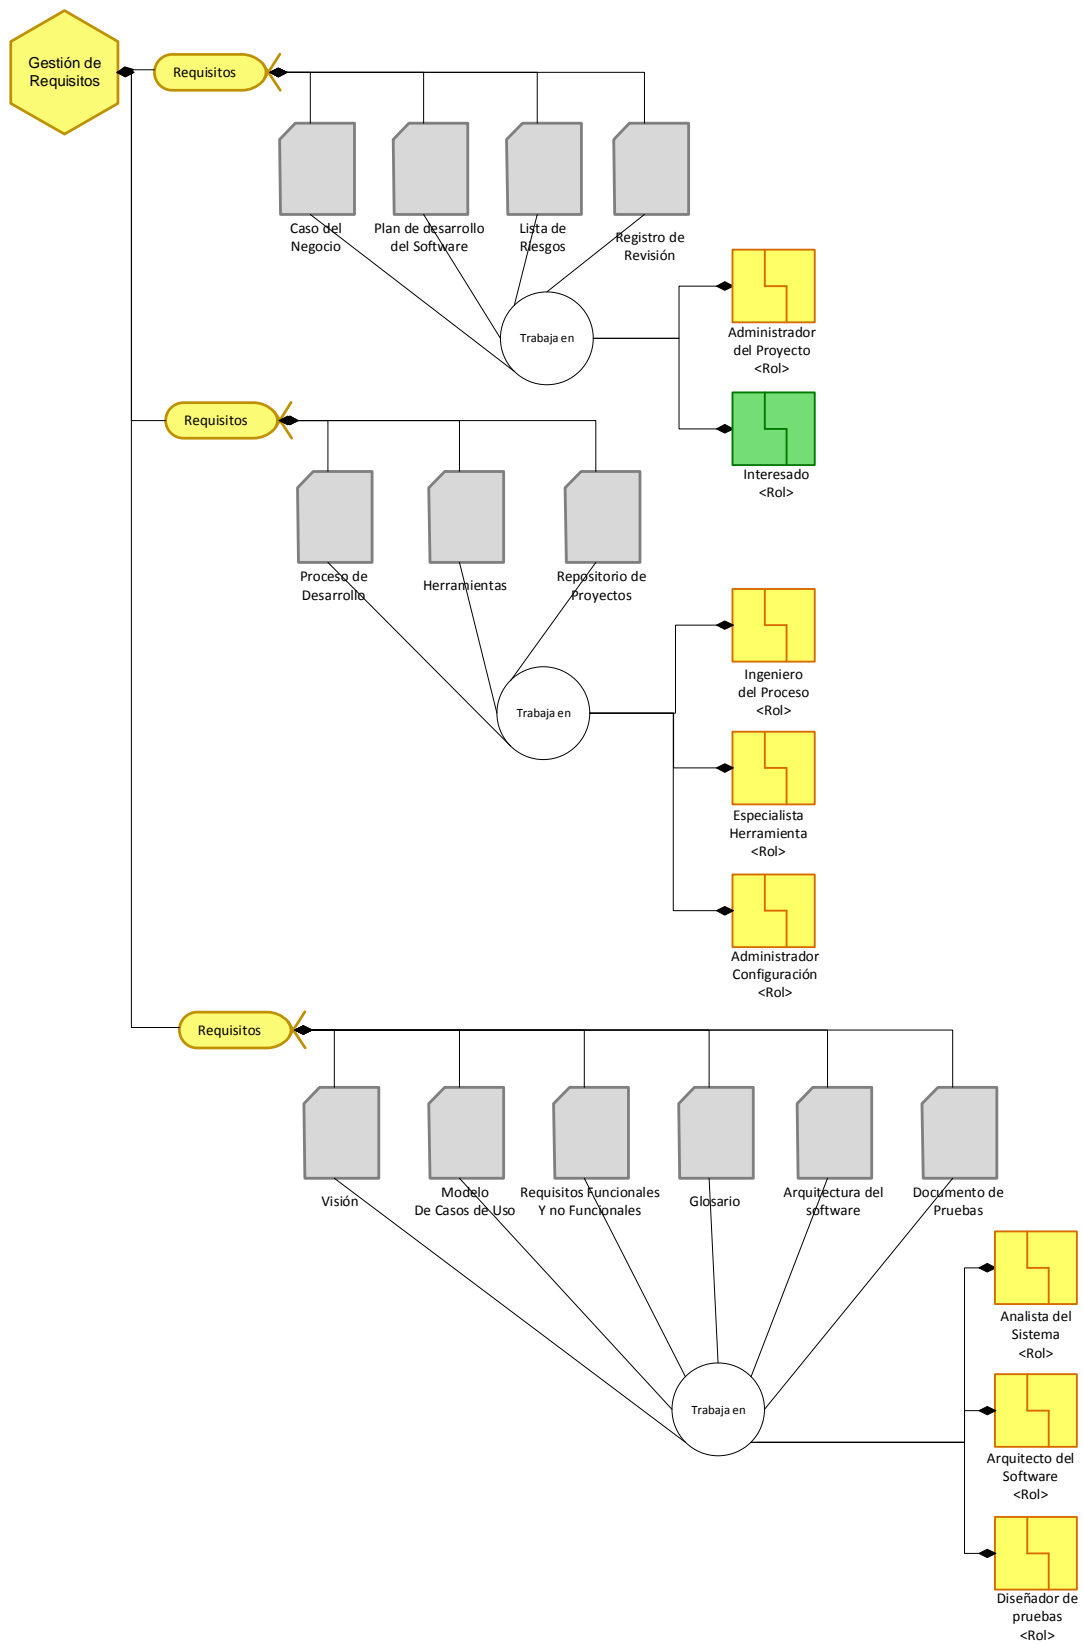 Gestión de
Requisitos
Requisitos
Caso del
Negocio
Plan de desarrollo
del Software
Lista de
Riesgos
Registro de
Revisión
Trabaja en
Administrador
del Proyecto
<Rol>
Interesado
<Rol>
Requisitos
Proceso de
Desarrollo
Herramientas
Repositorio de
Proyectos
Trabaja en
Ingeniero
del Proceso
<Rol>
Especialista
Herramienta
<Rol>
Administrador
Configuración
<Rol>
Requisitos
Visión
Modelo
De Casos de Uso
Requisitos Funcionales
Y no Funcionales
Glosario
Arquitectura del
software
Documento de
Pruebas
Trabaja en
Analista del
Sistema
<Rol>
Arquitecto del
Software
<Rol>
Diseñador de
pruebas
<Rol>